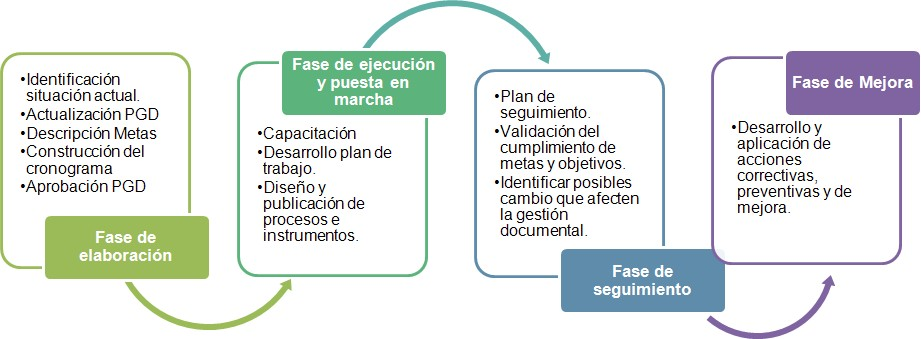 •Identificación
situación actual.
•Actualización PGD
•Descripción Metas
•Construcción del
cronograma
•Aprobación PGD
Fase de
elaboración
Fase de ejecución
y puesta en
marcha
•Capacitación
•Desarrollo plan de
trabajo.
•Diseño y
publicación de
procesos e
instrumentos.
•Plan de
seguimiento.
•Validación del
cumplimiento de
metas y objetivos.
•Identificar posibles
cambio que afecten
la gestión
documental.
Fase de
seguimiento
Fase de Mejora
•Desarrollo y
aplicación de
acciones
correctivas,
preventivas y de
mejora.